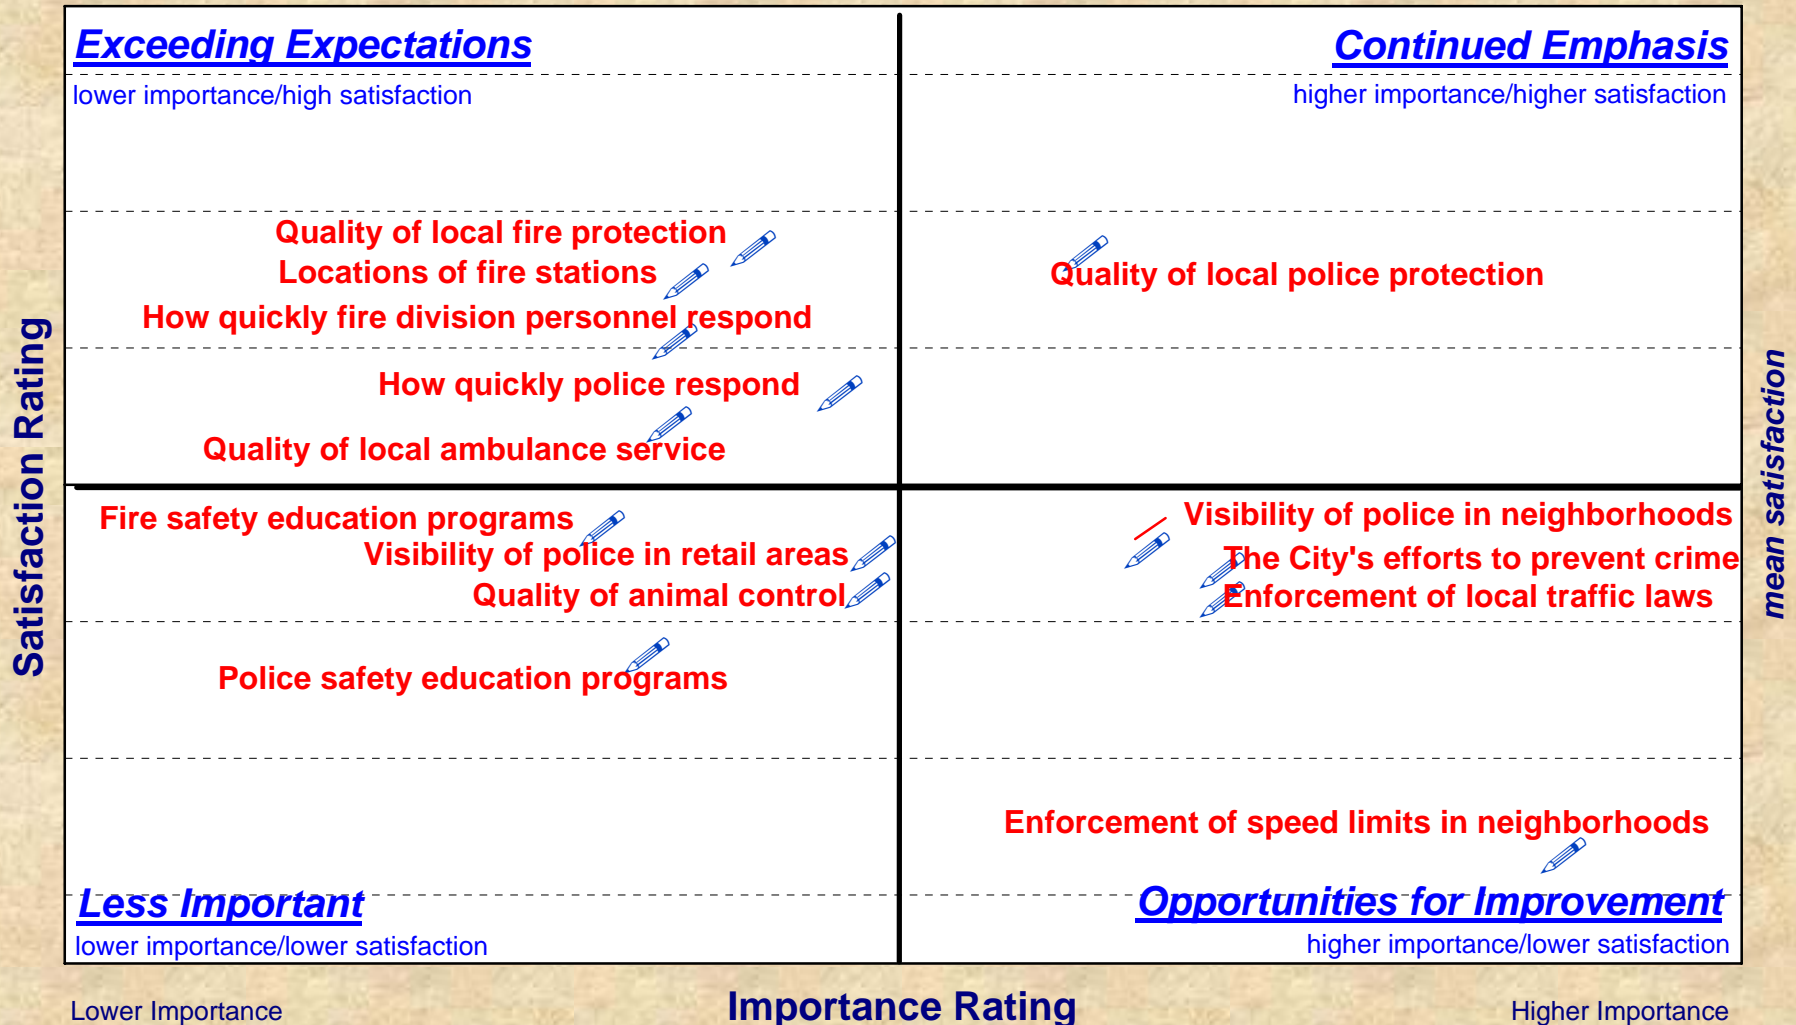 Exceeding Expectations
lower importance/high satisfaction
Continued Emphasis
higher importance/higher satisfaction
Quality of local fire protection
Locations of fire stations
How quickly fire division personnel respond
How quickly police respond
Quality of local ambulance service
Quality of local police protection
Satisfaction Rating
mean satisfaction
Fire safety education programs
Visibility of police in retail areas
Quality of animal control
Police safety education programs
Visibility of police in neighborhoods
The City's efforts to prevent crime
Enforcement of local traffic laws
Enforcement of speed limits in neighborhoods
Less Important
lower importance/lower satisfaction
Opportunities for Improvement
higher importance/lower satisfaction
Lower Importance
Importance Rating
Higher Importance